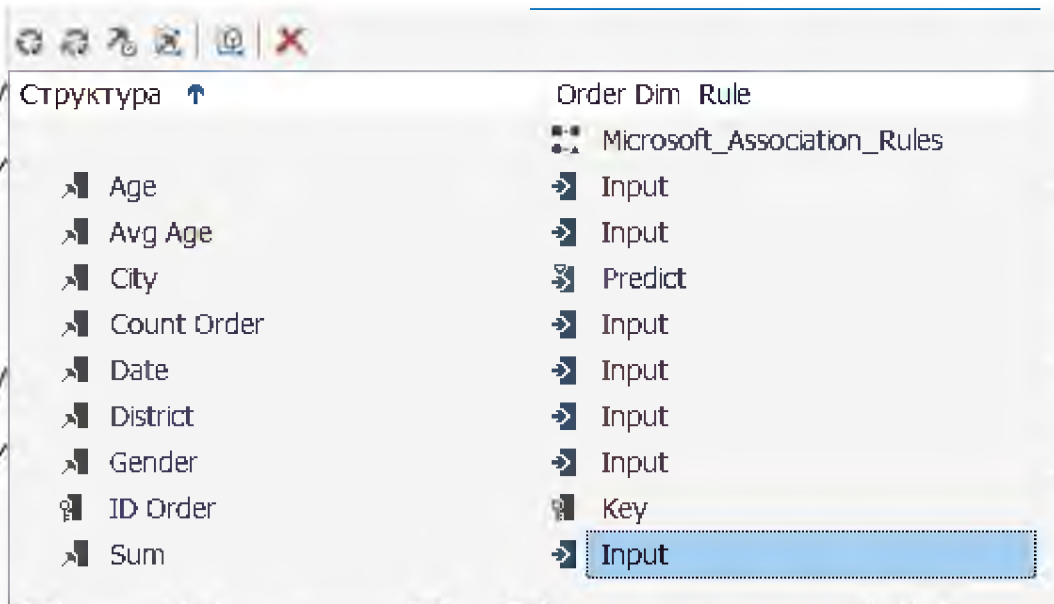 Структура Order Dim Rule
Microsoft_Association_Rules
Age Input
Avg Age Input
City Predict
Count Order Input
Date Input
District Input
Gender Input
ID Order Key
Sum Input